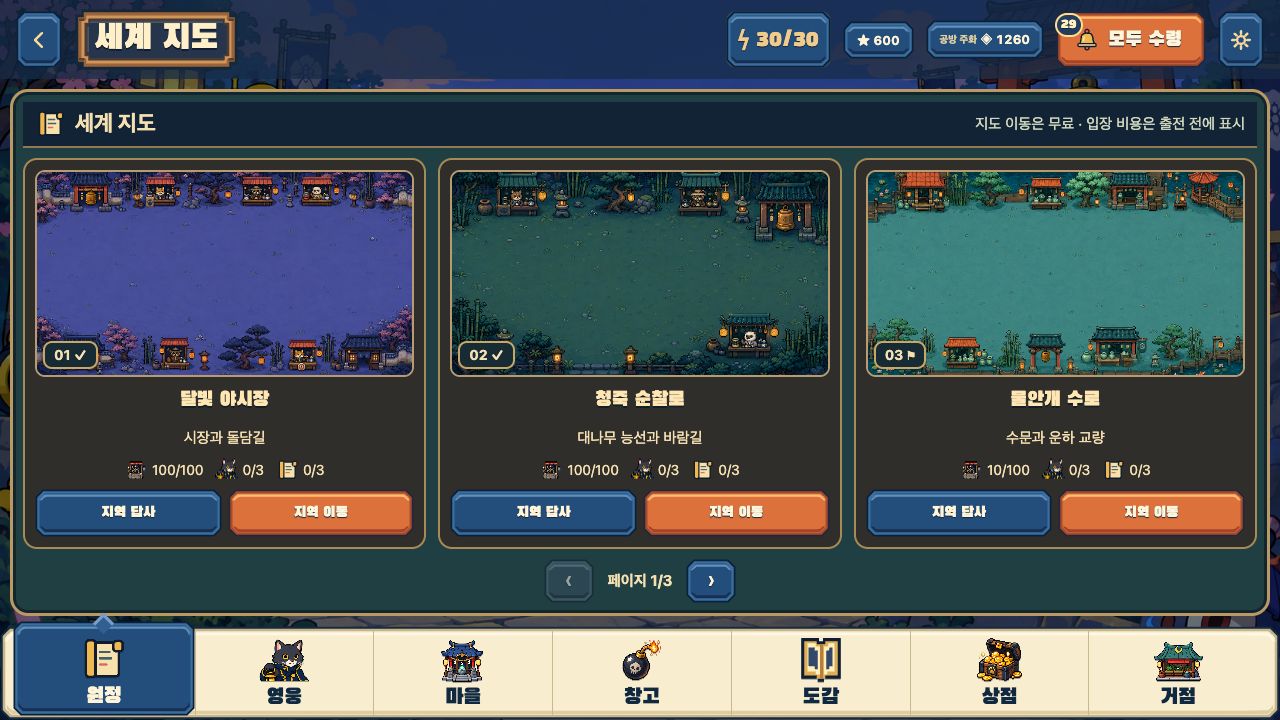 세계 지도
30/30
★ 600
공방 주화 ◈ 1260
29
모두 수령
세계 지도
지도 이동은 무료 · 입장 비용은 출전 전에 표시
01 ✓
02 ✓
03 ⚑
달빛 야시장
청죽 순찰로
물안개 수로
시장과 돌담길
대나무 능선과 바람길
수문과 운하 교량
100/100 0/3 0/3
100/100 0/3 0/3
10/100 0/3 0/3
지역 답사
지역 이동
지역 답사
지역 이동
지역 답사
지역 이동
‹ 페이지 1/3 ›
원정
영웅
마을
창고
도감
상점
거점